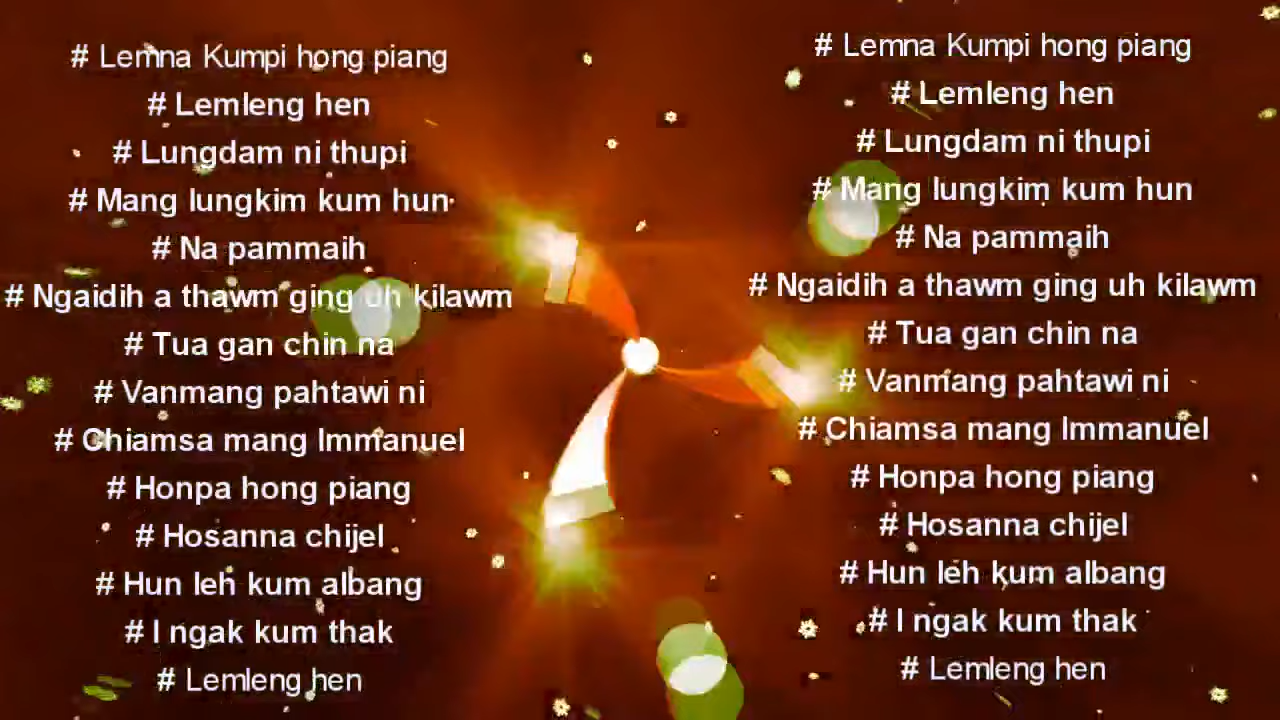 # Lemna Kumpi hong piang
# Lemleng hen
# Lungdam ni thupi
# Mang lungkim kum hun
# Na pammaih
# Ngaidih a thawm ging uh kilawm
# Tua gan chin na
# Vanmang pahtawi ni
# Chiamsa mang Immanuel
# Honpa hong piang
# Hosanna chijel
# Hun leh kum albang
# I ngak kum thak
# Lemleng hen
# Lemna Kumpi hong piang
# Lemleng hen
# Lungdam ni thupi
# Mang lungkim kum hun
# Na pammaih
# Ngaidih a thawm ging uh kilawm
# Tua gan chin na
# Vanmang pahtawi ni
# Chiamsa mang Immanuel
# Honpa hong piang
# Hosanna chijel
# Hun leh kum albang
# I ngak kum thak
# Lemleng hen